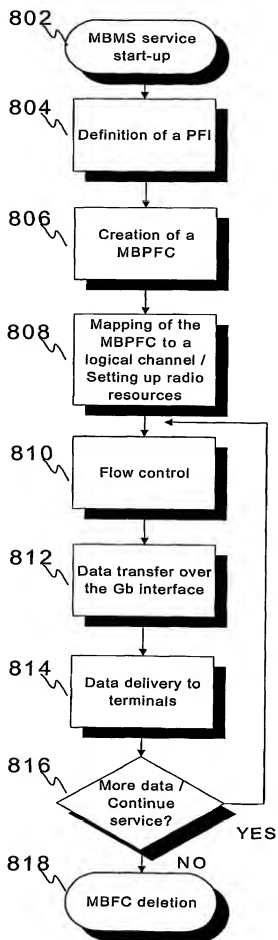 802
MBMS service
start-up
804
Definition of a PFI
806
Creation of a
MBPFC
808
Mapping of the
MBPFC to a
logical channel /
Setting up radio
resources
810
Flow control
812
Data transfer over
the Gb interface
814
Data delivery to
terminals
816
More data /
Continue
service?
YES
NO
818
MBFC deletion